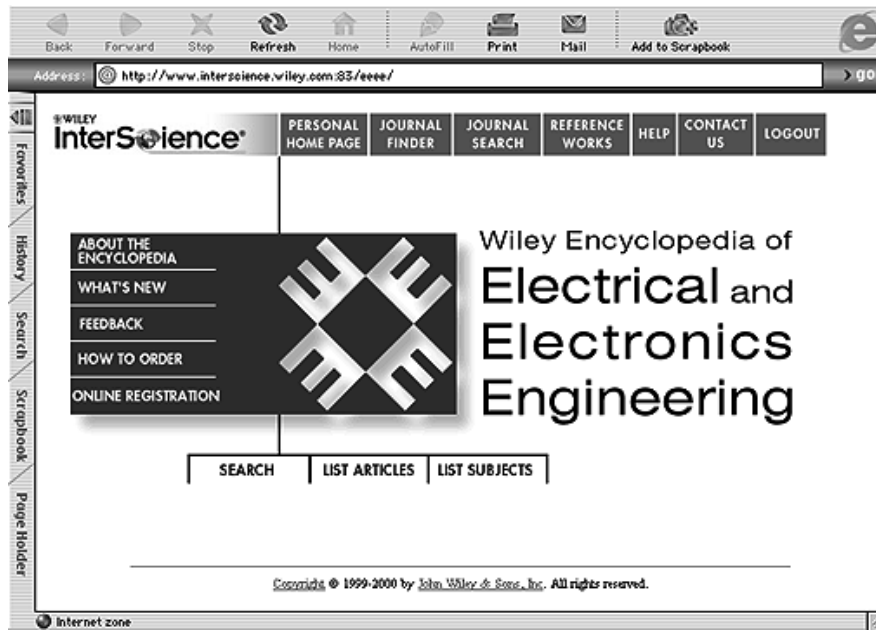 Back Forward Stop Refresh Home AutoFill Print Mail Add to Scrapbook
Address: @ http://www.interscience.wiley.com:83/eeee/ > go
WILEY
InterScience®
PERSONAL
HOME PAGE
JOURNAL
FINDER
JOURNAL
SEARCH
REFERENCE
WORKS
HELP
CONTACT
US
LOGOUT
Favorites
History
Search
Scrapbook
Page Holder
ABOUT THE
ENCYCLOPEDIA
WHAT'S NEW
FEEDBACK
HOW TO ORDER
ONLINE REGISTRATION
EEEE
Wiley Encyclopedia of
Electrical and
Electronics
Engineering
SEARCH LIST ARTICLES LIST SUBJECTS
Copyright © 1999-2000 by John Wiley & Sons, Inc. All rights reserved.
Internet zone